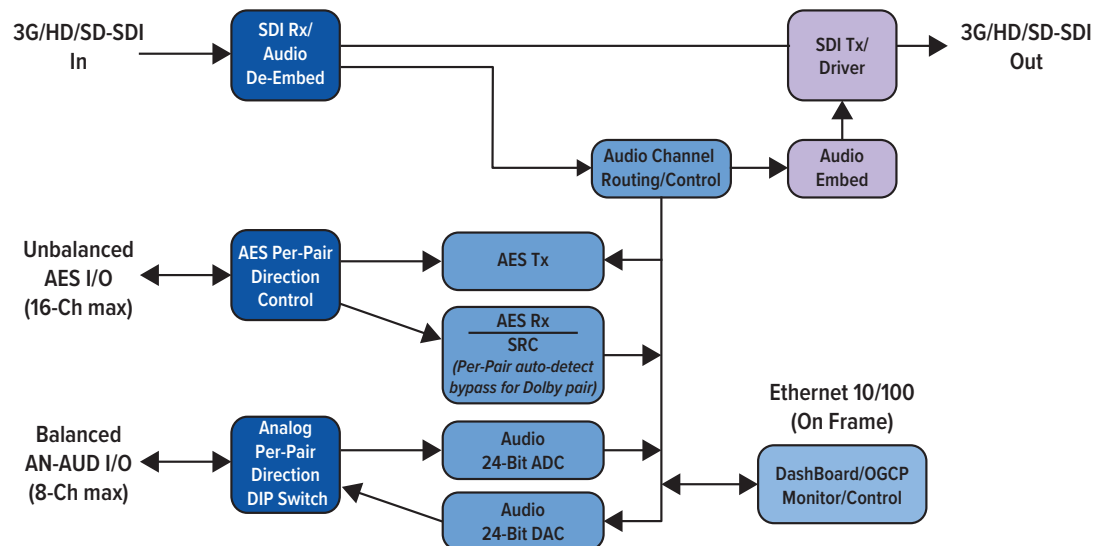 3G/HD/SD-SDI
In
SDI Rx/
Audio
De-Embed
SDI Tx/
Driver
3G/HD/SD-SDI
Out
Audio Channel
Routing/Control
Audio
Embed
Unbalanced
AES I/O
(16-Ch max)
AES Per-Pair
Direction
Control
AES Tx
AES Rx
SRC
(Per-Pair auto-detect
bypass for Dolby pair)
Ethernet 10/100
(On Frame)
Balanced
AN-AUD I/O
(8-Ch max)
Analog
Per-Pair
Direction
DIP Switch
Audio
24-Bit ADC
Audio
24-Bit DAC
DashBoard/OGCP
Monitor/Control